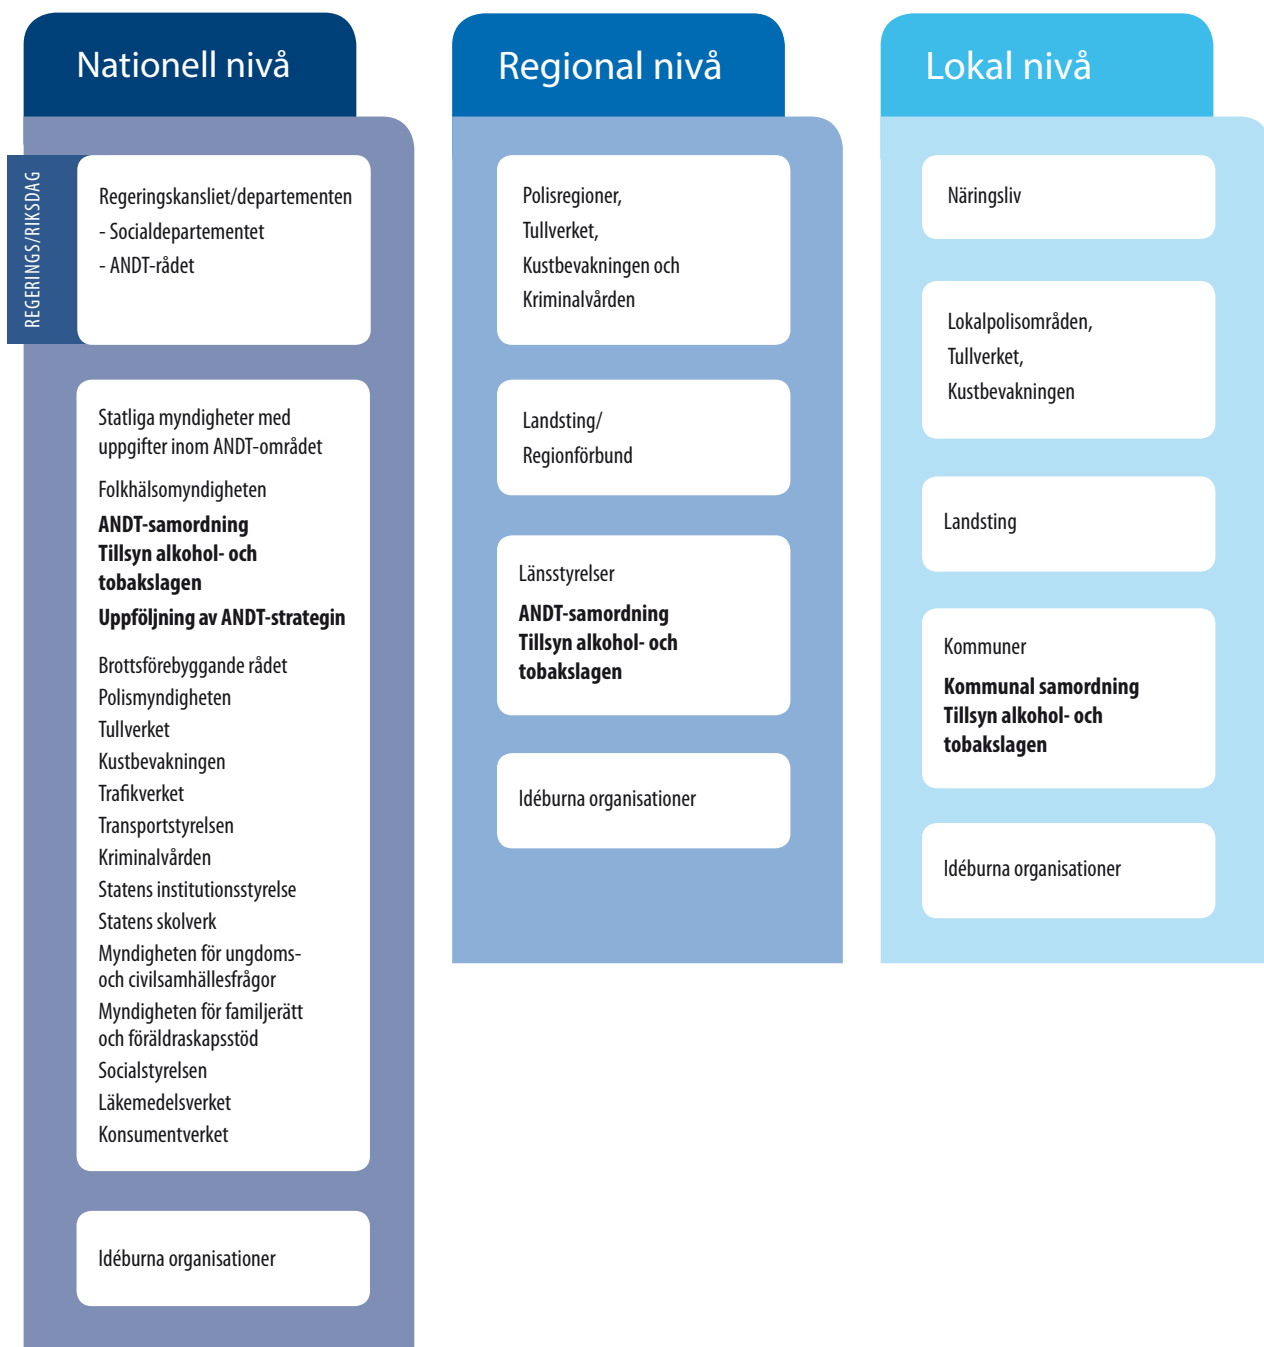 Nationell nivå
REGERINGS/RIKSDAG
Regeringskansliet/departementen
- Socialdepartementet
- ANDT-rådet
Statliga myndigheter med
uppgifter inom ANDT-området
Folkhälsomyndigheten
ANDT-samordning
Tillsyn alkohol- och
tobakslagen
Uppföljning av ANDT-strategin
Brottsförebyggande rådet
Polismyndigheten
Tullverket
Kustbevakningen
Trafikverket
Transportstyrelsen
Kriminalvården
Statens institutionsstyrelse
Statens skolverk
Myndigheten för ungdoms-
och civilsamhällesfrågor
Myndigheten för familjerätt
och föräldraskapsstöd
Socialstyrelsen
Läkemedelsverket
Konsumentverket
Idéburna organisationer
Regional nivå
Polisregioner,
Tullverket,
Kustbevakningen och
Kriminalvården
Landsting/
Regionförbund
Länsstyrelser
ANDT-samordning
Tillsyn alkohol- och
tobakslagen
Idéburna organisationer
Lokal nivå
Näringsliv
Lokalpolisområden,
Tullverket,
Kustbevakningen
Landsting
Kommuner
Kommunal samordning
Tillsyn alkohol- och
tobakslagen
Idéburna organisationer